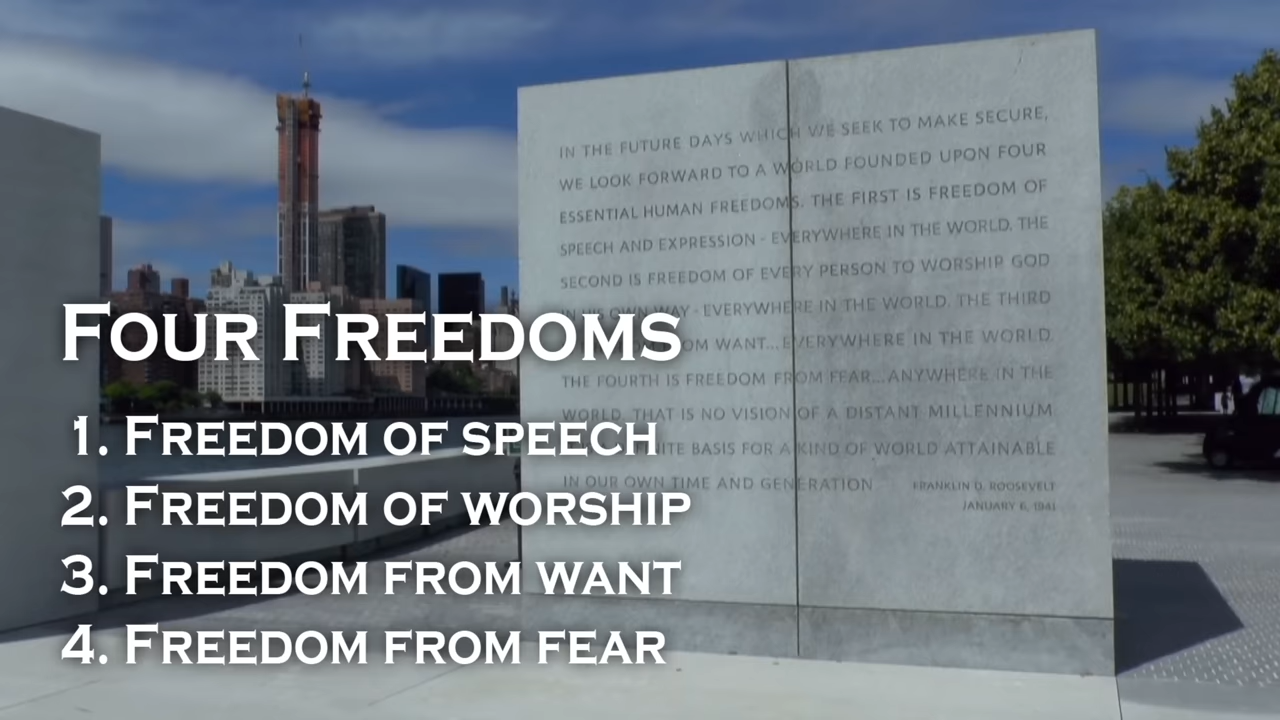 IN THE FUTURE DAYS WHICH WE SEEK TO MAKE SECURE,
WE LOOK FORWARD TO A WORLD FOUNDED UPON FOUR
ESSENTIAL HUMAN FREEDOMS. THE FIRST IS FREEDOM OF
SPEECH AND EXPRESSION - EVERYWHERE IN THE WORLD. THE
SECOND IS FREEDOM OF EVERY PERSON TO WORSHIP GOD
IN HIS OWN WAY - EVERYWHERE IN THE WORLD. THE THIRD
WANT...EVERYWHERE IN THE WORLD.
THE FOURTH IS FREEDOM FROM FEAR...ANYWHERE IN THE
WORLD. THAT IS NO VISION OF A DISTANT MILLENNIUM
BASIS FOR A KIND OF WORLD ATTAINABLE
IN OUR OWN TIME AND GENERATION
FRANKLIN D. ROOSEVELT
JANUARY 6, 1941
FOUR FREEDOMS
1. FREEDOM OF SPEECH
2. FREEDOM OF WORSHIP
3. FREEDOM FROM WANT
4. FREEDOM FROM FEAR